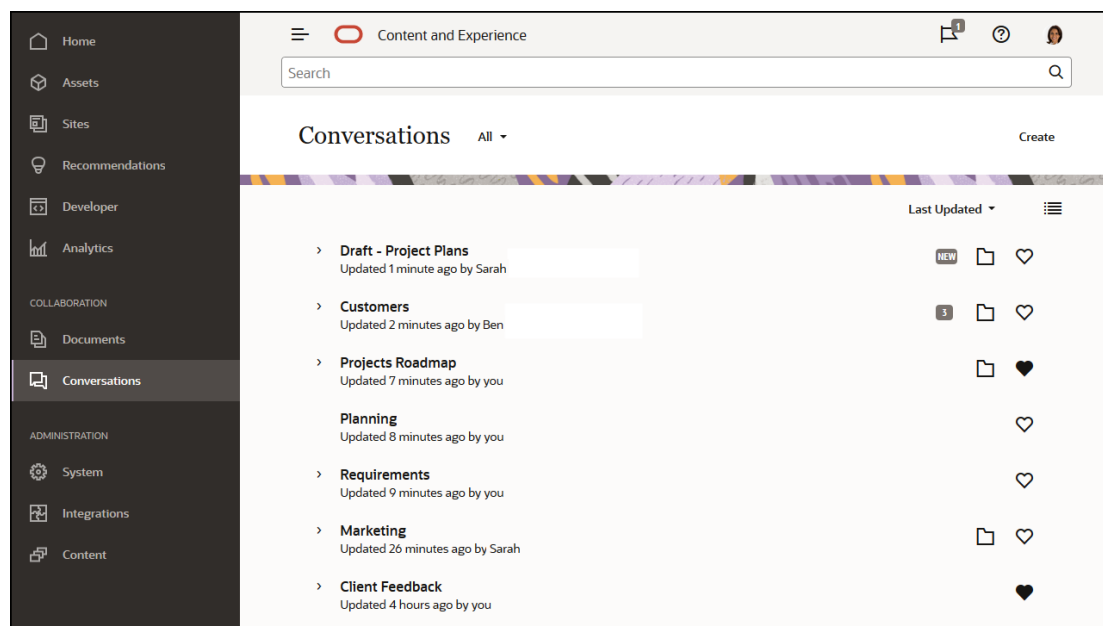 Home
Assets
Sites
Recommendations
Developer
Analytics
COLLABORATION
Documents
Conversations
ADMINISTRATION
System
Integrations
Content
Content and Experience
1
Search
Conversations All
Create
Last Updated
Draft - Project Plans
Updated 1 minute ago by Sarah
NEW
Customers
Updated 2 minutes ago by Ben
3
Projects Roadmap
Updated 7 minutes ago by you
Planning
Updated 8 minutes ago by you
Requirements
Updated 9 minutes ago by you
Marketing
Updated 26 minutes ago by Sarah
Client Feedback
Updated 4 hours ago by you